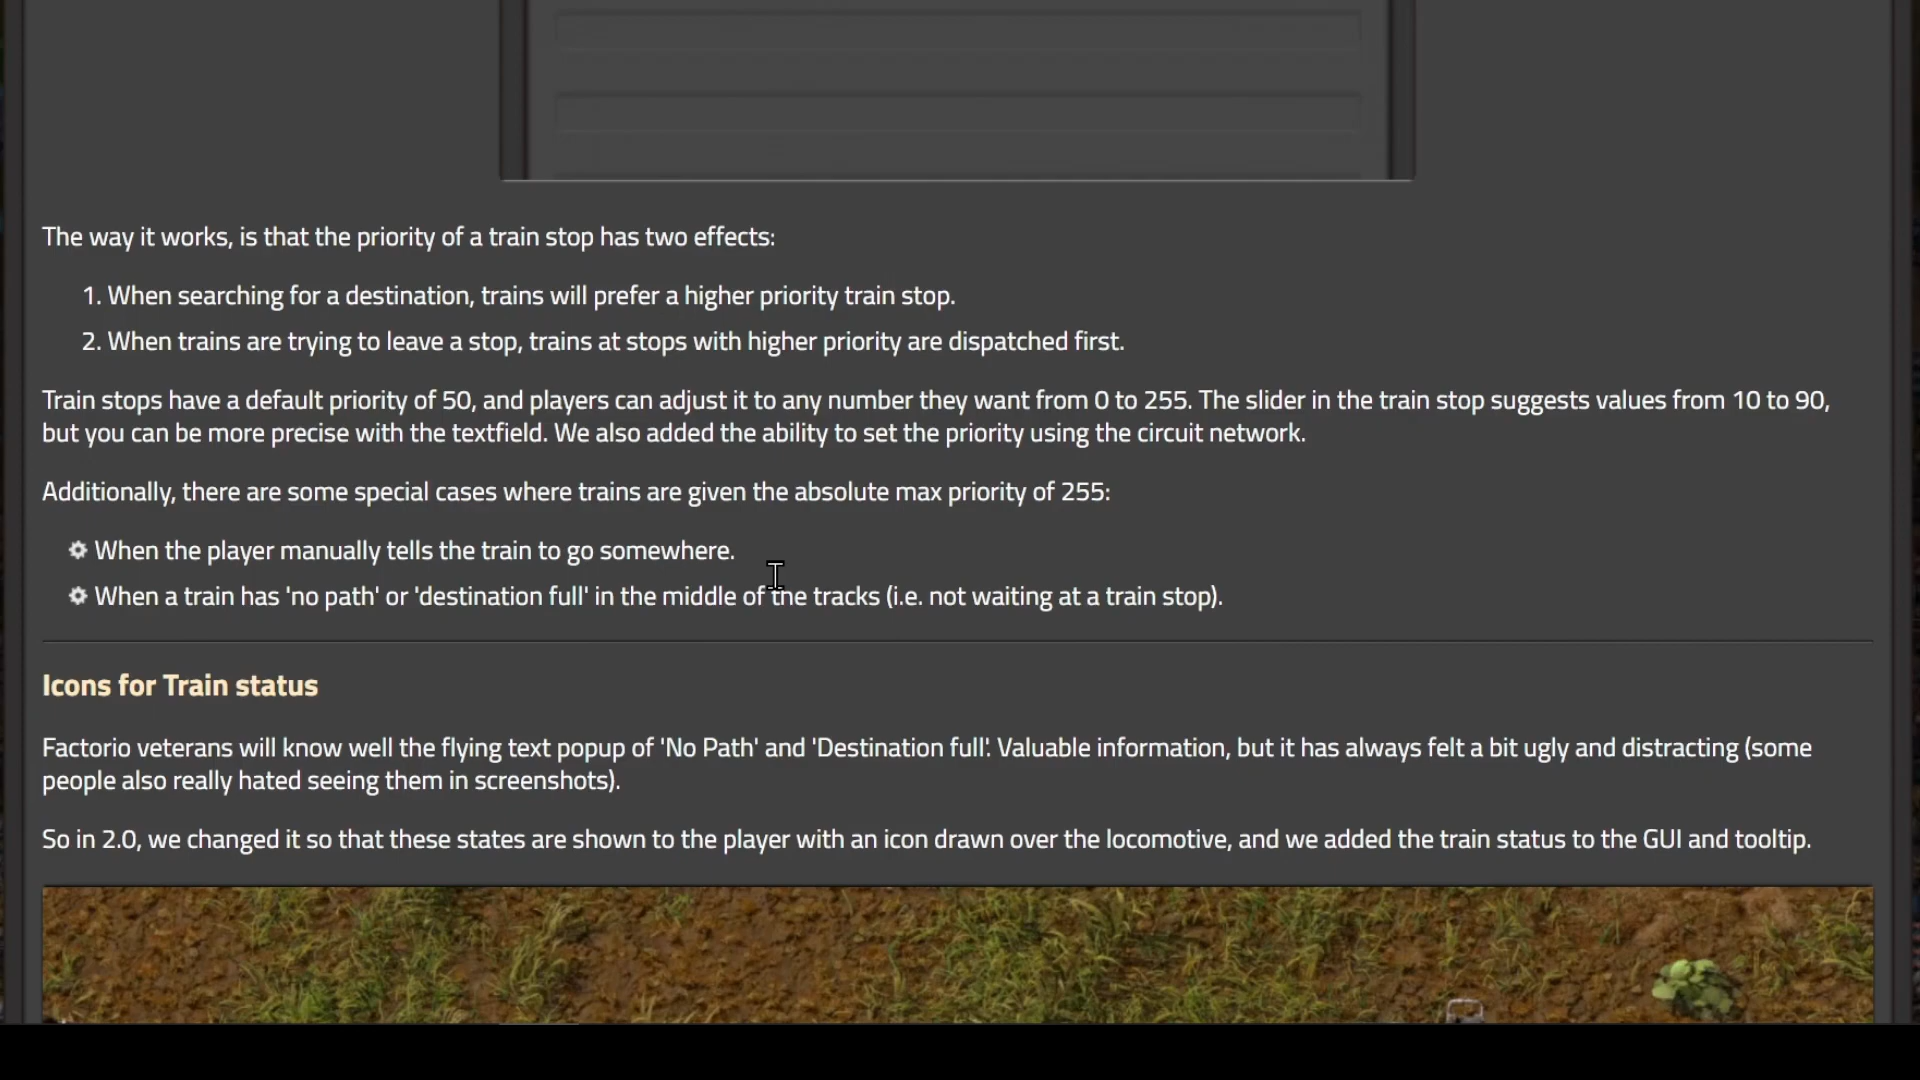 The way it works, is that the priority of a train stop has two effects:
1. When searching for a destination, trains will prefer a higher priority train stop.
2. When trains are trying to leave a stop, trains at stops with higher priority are dispatched first.
Train stops have a default priority of 50, and players can adjust it to any number they want from 0 to 255. The slider in the train stop suggests values from 10 to 90,
but you can be more precise with the textfield. We also added the ability to set the priority using the circuit network.
Additionally, there are some special cases where trains are given the absolute max priority of 255:
When the player manually tells the train to go somewhere.
When a train has 'no path' or 'destination full' in the middle of the tracks (i.e. not waiting at a train stop).
Icons for Train status
Factorio veterans will know well the flying text popup of 'No Path' and 'Destination full'. Valuable information, but it has always felt a bit ugly and distracting (some
people also really hated seeing them in screenshots).
So in 2.0, we changed it so that these states are shown to the player with an icon drawn over the locomotive, and we added the train status to the GUI and tooltip.